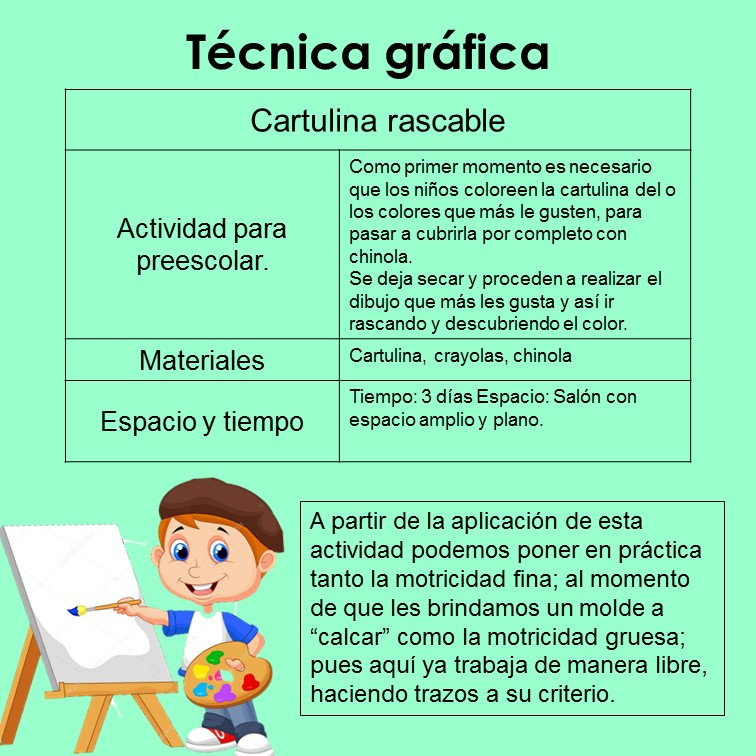 Técnica gráfica
Cartulina rascable
Actividad para
preescolar.
Como primer momento es necesario
que los niños coloreen la cartulina del o
los colores que más le gusten, para
pasar a cubrirla por completo con
chinola.
Se deja secar y proceden a realizar el
dibujo que más les gusta y así ir
rascando y descubriendo el color.
Materiales
Cartulina, crayolas, chinola
Espacio y tiempo
Tiempo: 3 días Espacio: Salón con
espacio amplio y plano.
A partir de la aplicación de esta
actividad podemos poner en práctica
tanto la motricidad fina; al momento
de que les brindamos un molde a
“calcar” como la motricidad gruesa;
pues aquí ya trabaja de manera libre,
haciendo trazos a su criterio.